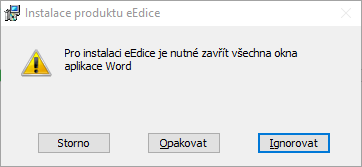 Instalace produktu eEdice
Pro instalaci eEdice je nutné zavřít všechna okna
aplikace Word
Storno
Opakovat
Ignorovat